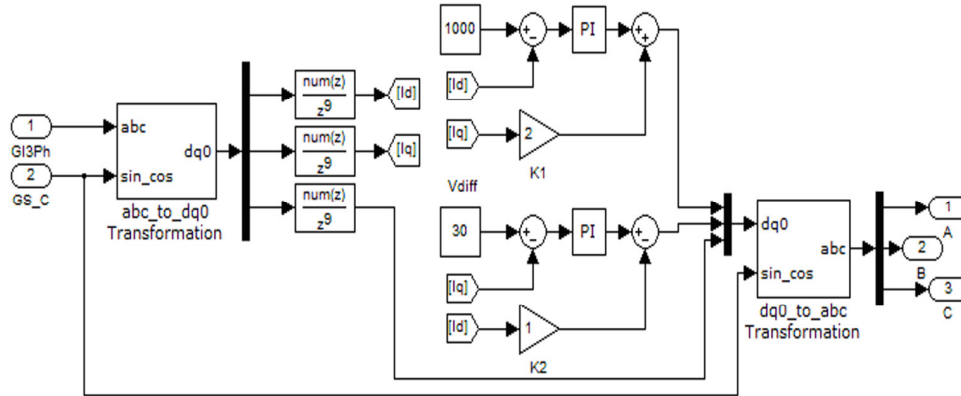 1
GI3Ph
2
GS_C
abc
sin_cos
dq0
abc_to_dq0
Transformation
num(z)
z9
[Id]
num(z)
z9
[Iq]
num(z)
z9
1000
+
−
PI
+
+
[Id]
[Iq]
2
K1
Vdiff
30
+
−
PI
+
−
[Iq]
[Id]
1
K2
dq0
sin_cos
abc
dq0_to_abc
Transformation
1
A
2
B
3
C